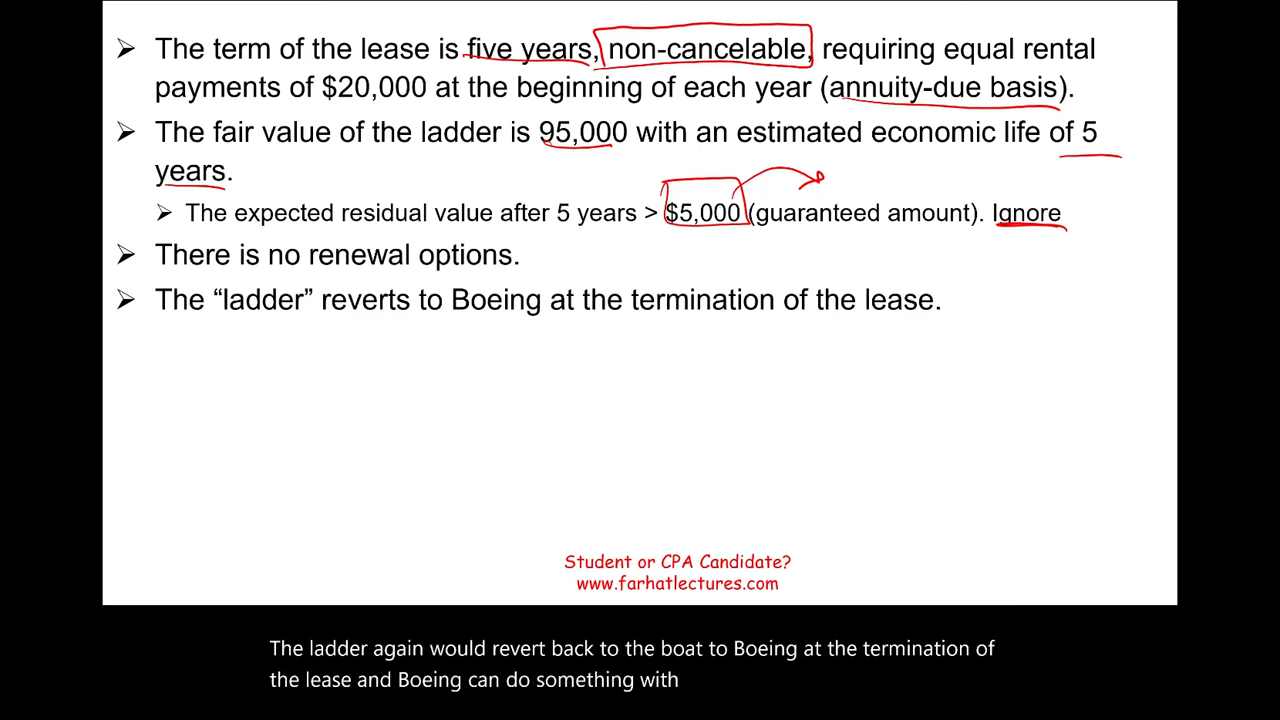 ➢ The term of the lease is five years, non-cancelable, requiring equal rental
payments of $20,000 at the beginning of each year (annuity-due basis).
➢ The fair value of the ladder is 95,000 with an estimated economic life of 5
years.
➢ The expected residual value after 5 years > $5,000 (guaranteed amount). Ignore
➢ There is no renewal options.
➢ The “ladder” reverts to Boeing at the termination of the lease.
Student or CPA Candidate?
www.farhatlectures.com
The ladder again would revert back to the boat to Boeing at the termination of
the lease and Boeing can do something with